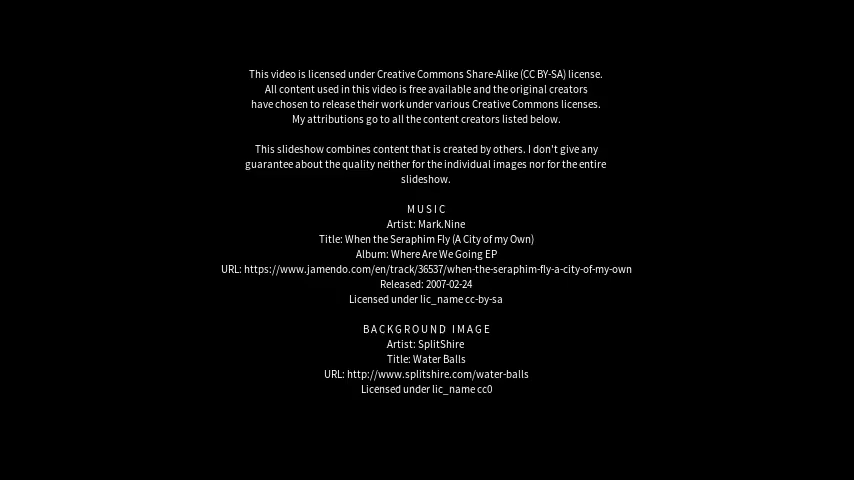 This video is licensed under Creative Commons Share-Alike (CC BY-SA) license.
All content used in this video is free available and the original creators
have chosen to release their work under various Creative Commons licenses.
My attributions go to all the content creators listed below.
This slideshow combines content that is created by others. I don't give any
guarantee about the quality neither for the individual images nor for the entire
slideshow.
MUSIC
Artist: Mark.Nine
Title: When the Seraphim Fly (A City of my Own)
Album: Where Are We Going EP
URL: https://www.jamendo.com/en/track/36537/when-the-seraphim-fly-a-city-of-my-own
Released: 2007-02-24
Licensed under lic_name cc-by-sa
BACKGROUND IMAGE
Artist: SplitShire
Title: Water Balls
URL: http://www.splitshire.com/water-balls
Licensed under lic_name cc0